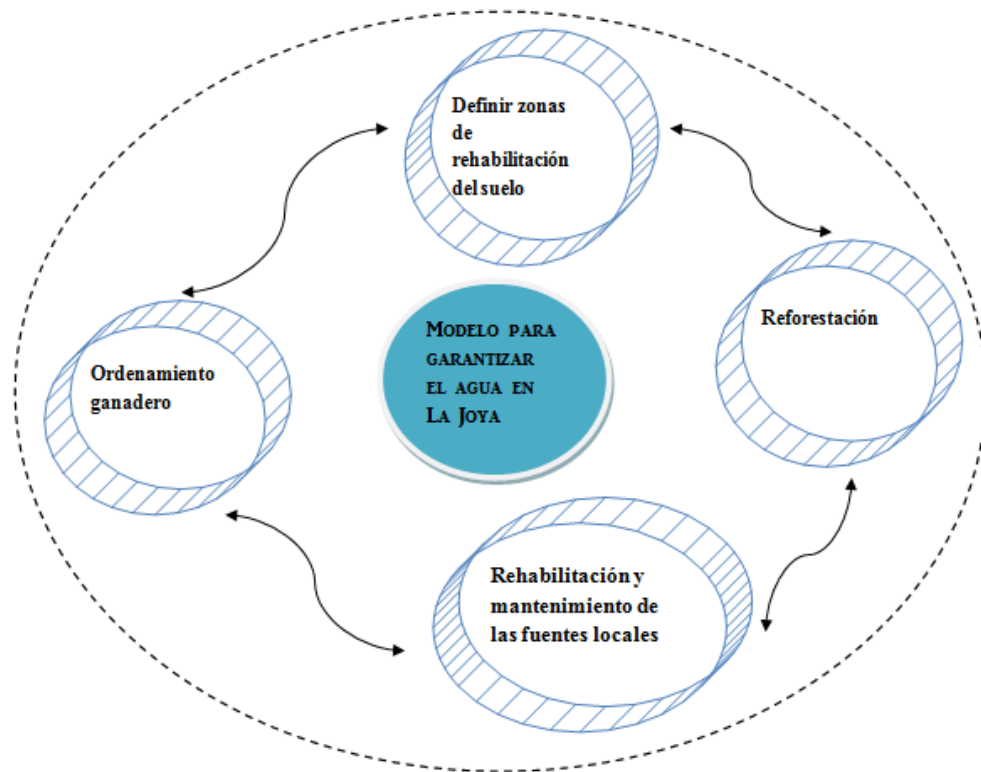 Definir zonas
de
rehabilitación
del suelo
MODELO PARA
GARANTIZAR
EL AGUA EN
LA JOYA
Reforestación
Ordenamiento
ganadero
Rehabilitación y
mantenimiento de
las fuentes locales